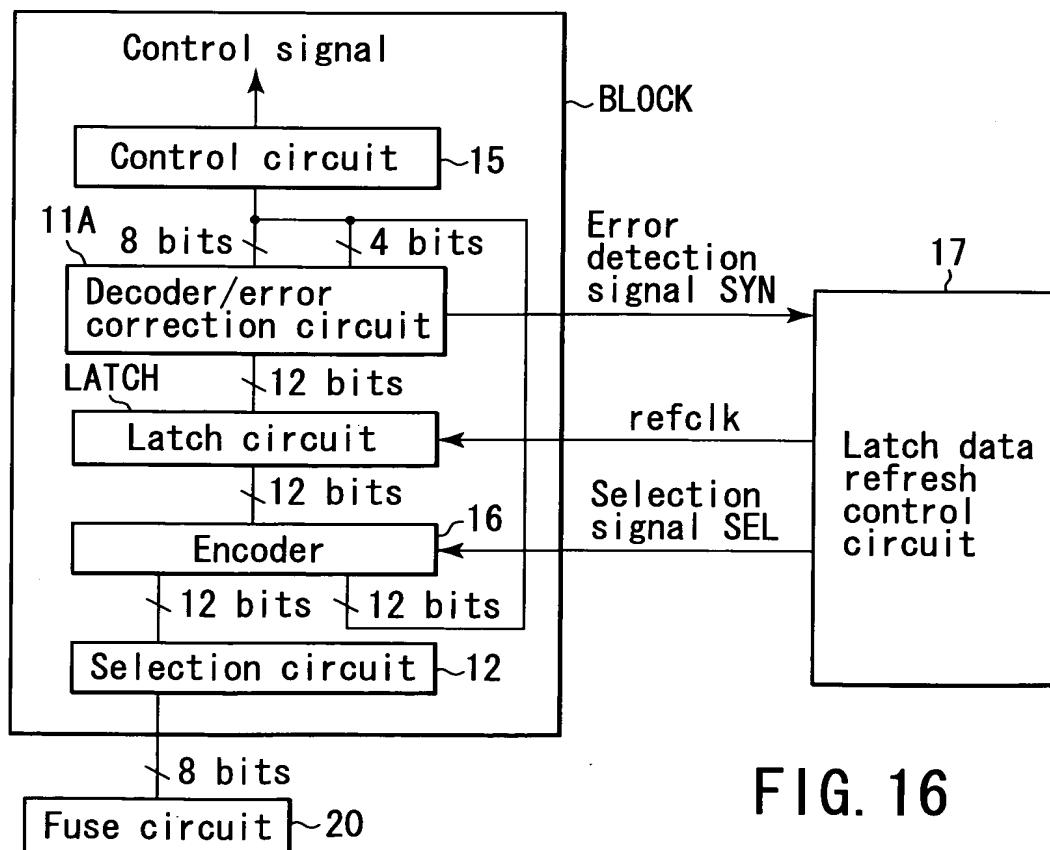 Control signal
BLOCK
Control circuit
15
11A
8 bits
4 bits
Error
detection
signal SYN
17
Decoder/error
correction circuit
12 bits
LATCH
Latch circuit
refclk
Latch data
refresh
control
circuit
12 bits
Selection
signal SEL
16
Encoder
12 bits
12 bits
Selection circuit
12
8 bits
Fuse circuit
20
FIG. 16